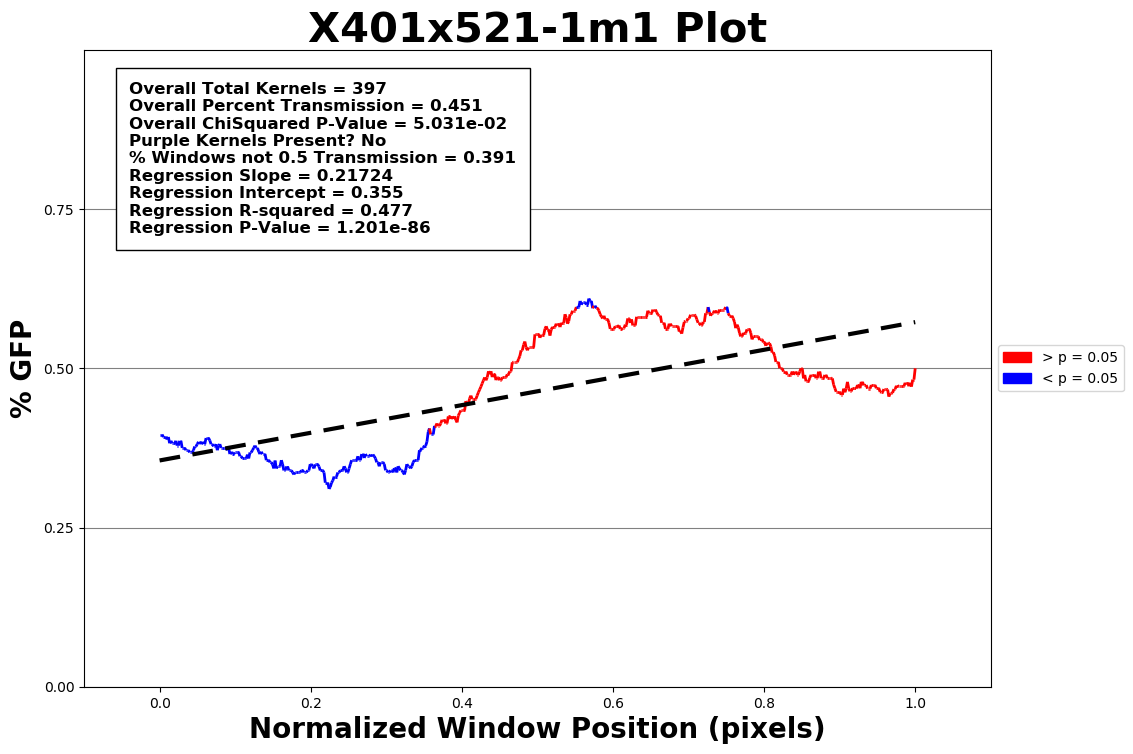 X401x521-1m1 Plot
Overall Total Kernels = 397
Overall Percent Transmission = 0.451
Overall ChiSquared P-Value = 5.031e-02
Purple Kernels Present? No
% Windows not 0.5 Transmission = 0.391
Regression Slope = 0.21724
Regression Intercept = 0.355
Regression R-squared = 0.477
Regression P-Value = 1.201e-86
0.75
0.50
0.25
0.00
% GFP
> p = 0.05
< p = 0.05
0.0 0.2 0.4 0.6 0.8 1.0
Normalized Window Position (pixels)